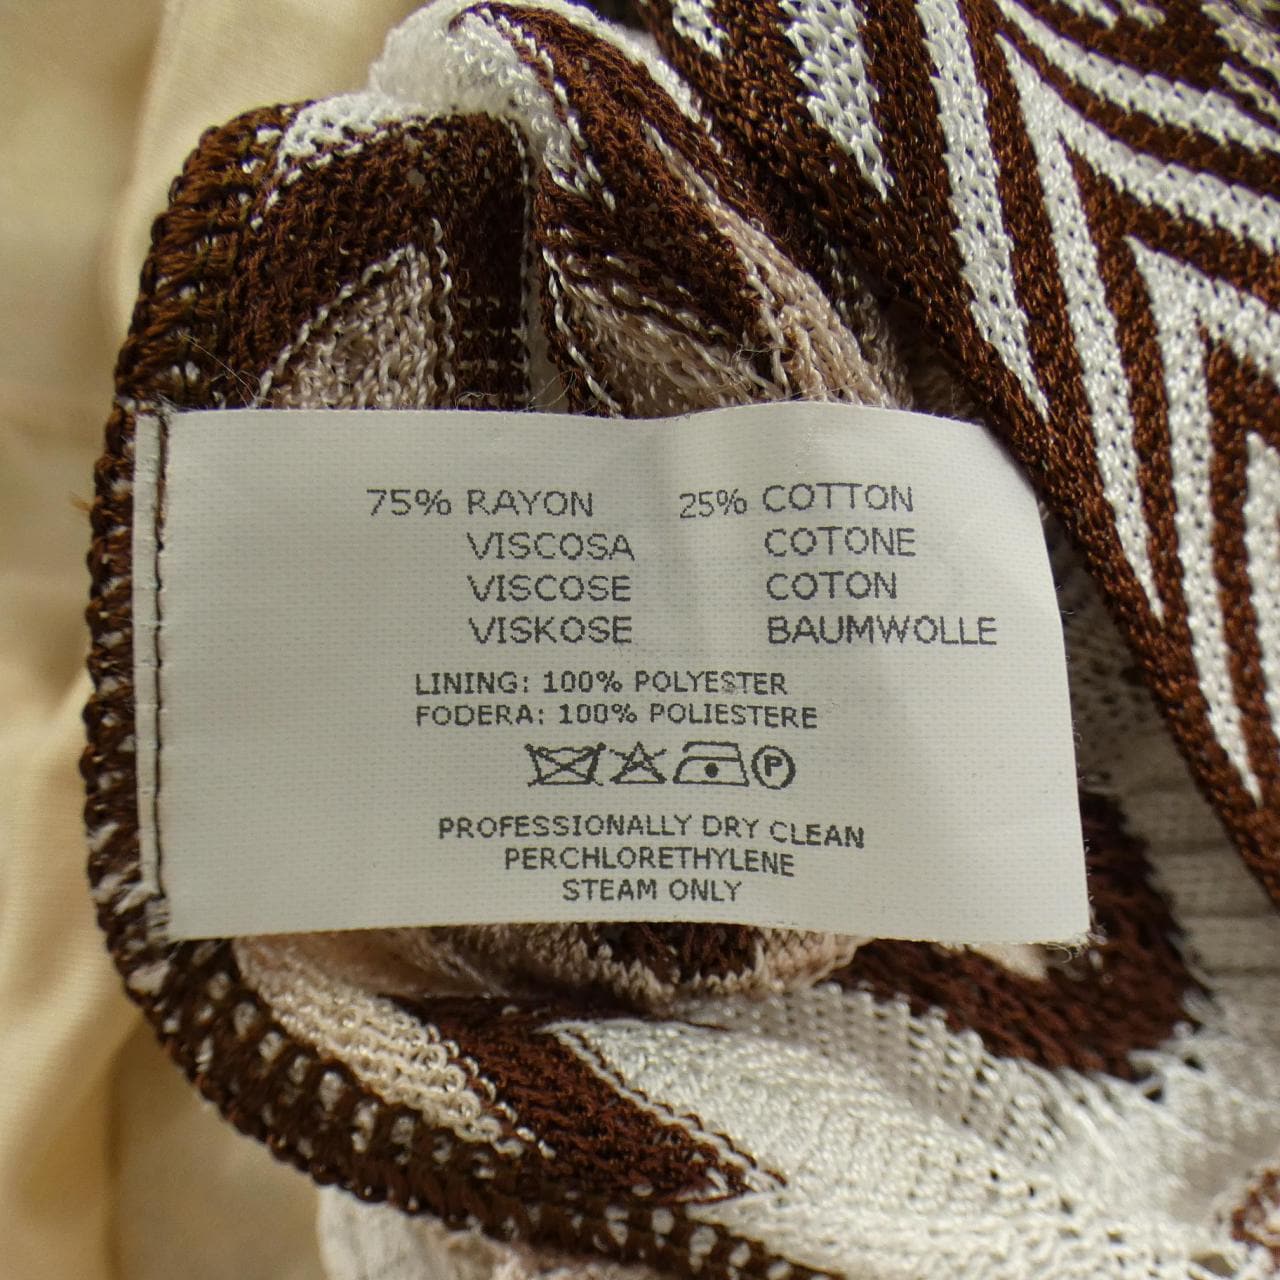 75% RAYON 25% COTTON
VISCOSA COTONE
VISCOSE COTON
VISKOSE BAUMWOLLE
LINING: 100% POLYESTER
FODERA: 100% POLIESTERE
P
PROFESSIONALLY DRY CLEAN
PERCHLORETHYLENE
STEAM ONLY